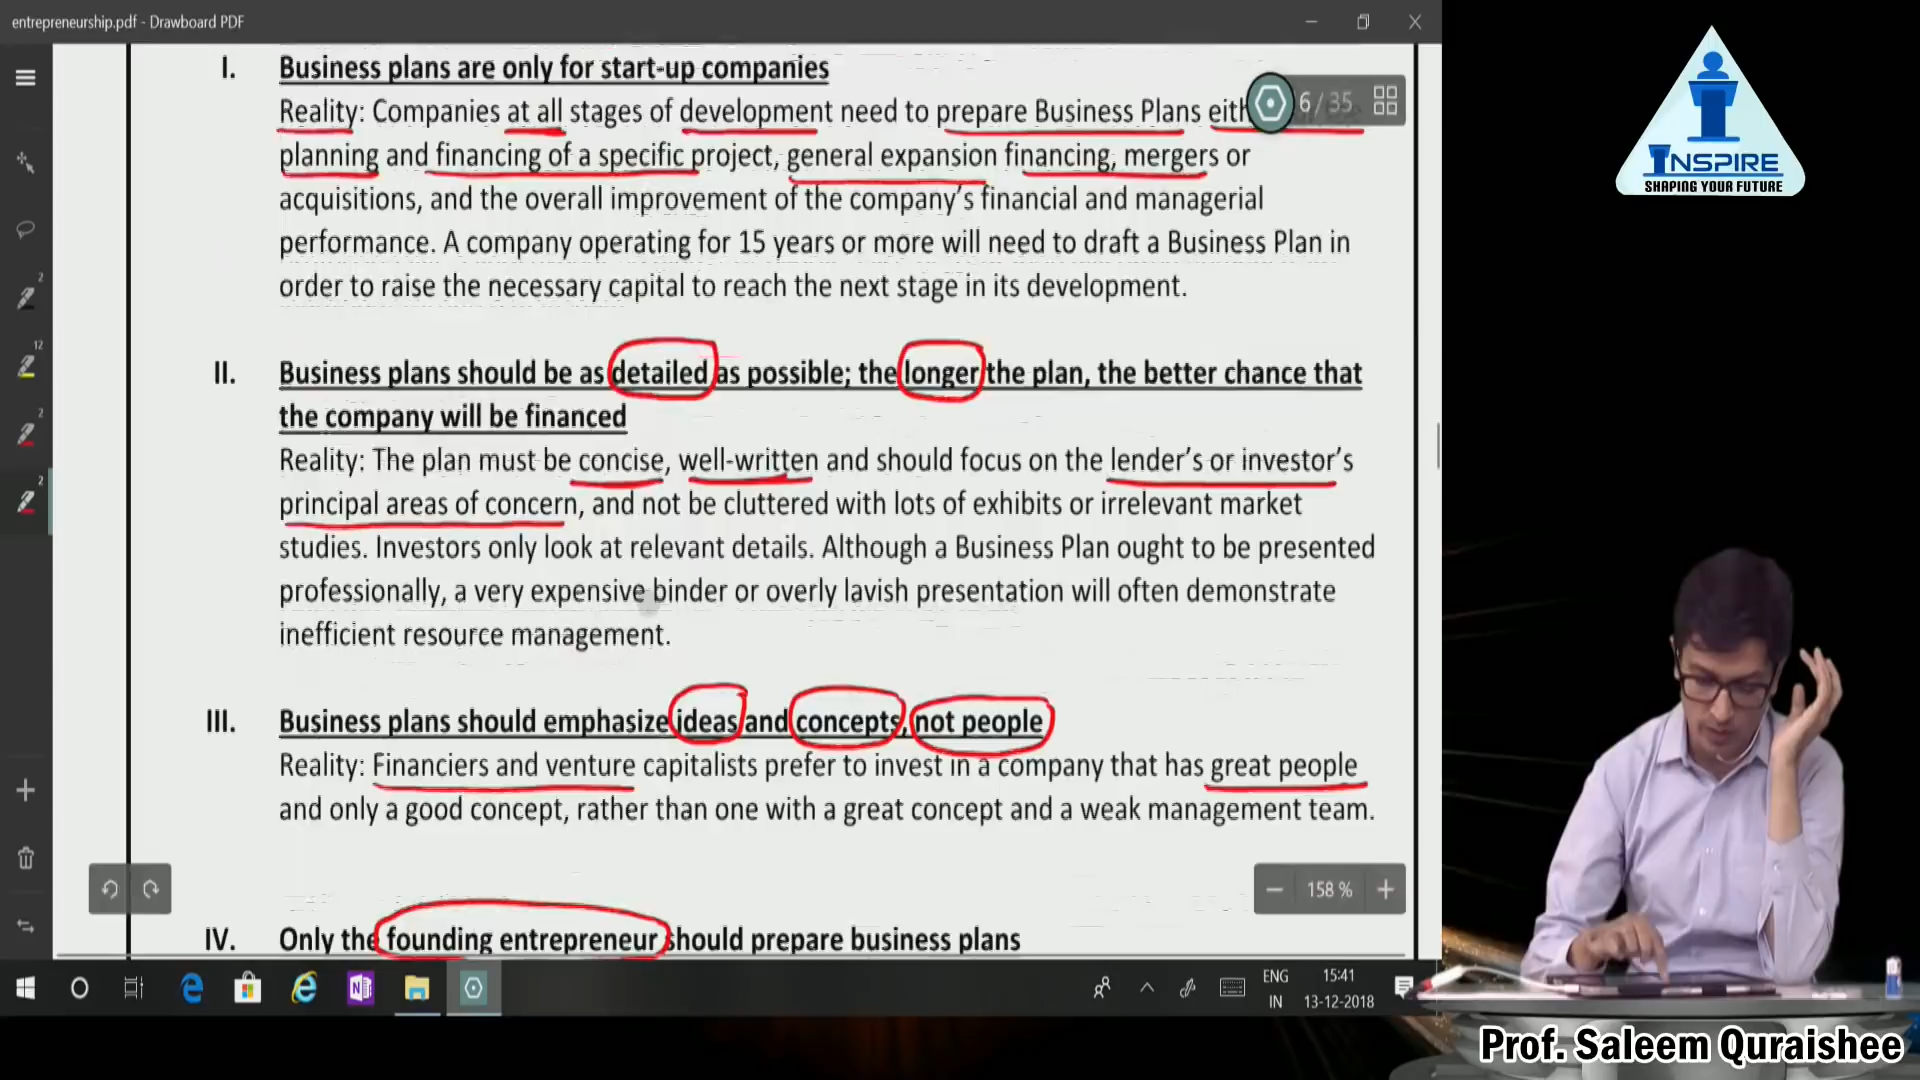 entrepreneurship.pdf - Drawboard PDF
I. Business plans are only for start-up companies
Reality: Companies at all stages of development need to prepare Business Plans eith
6 / 35
planning and financing of a specific project, general expansion financing, mergers or
acquisitions, and the overall improvement of the company's financial and managerial
performance. A company operating for 15 years or more will need to draft a Business Plan in
order to raise the necessary capital to reach the next stage in its development.
II. Business plans should be as detailed as possible; the longer the plan, the better chance that
the company will be financed
Reality: The plan must be concise, well-written and should focus on the lender's or investor's
principal areas of concern, and not be cluttered with lots of exhibits or irrelevant market
studies. Investors only look at relevant details. Although a Business Plan ought to be presented
professionally, a very expensive binder or overly lavish presentation will often demonstrate
inefficient resource management.
III. Business plans should emphasize ideas and concepts, not people
Reality: Financiers and venture capitalists prefer to invest in a company that has great people
and only a good concept, rather than one with a great concept and a weak management team.
158 %
IV. Only the founding entrepreneur should prepare business plans
2
12
2
2
ENG
IN
15:41
13-12-2018
INSPIRE
SHAPING YOUR FUTURE
Prof. Saleem Quraishee